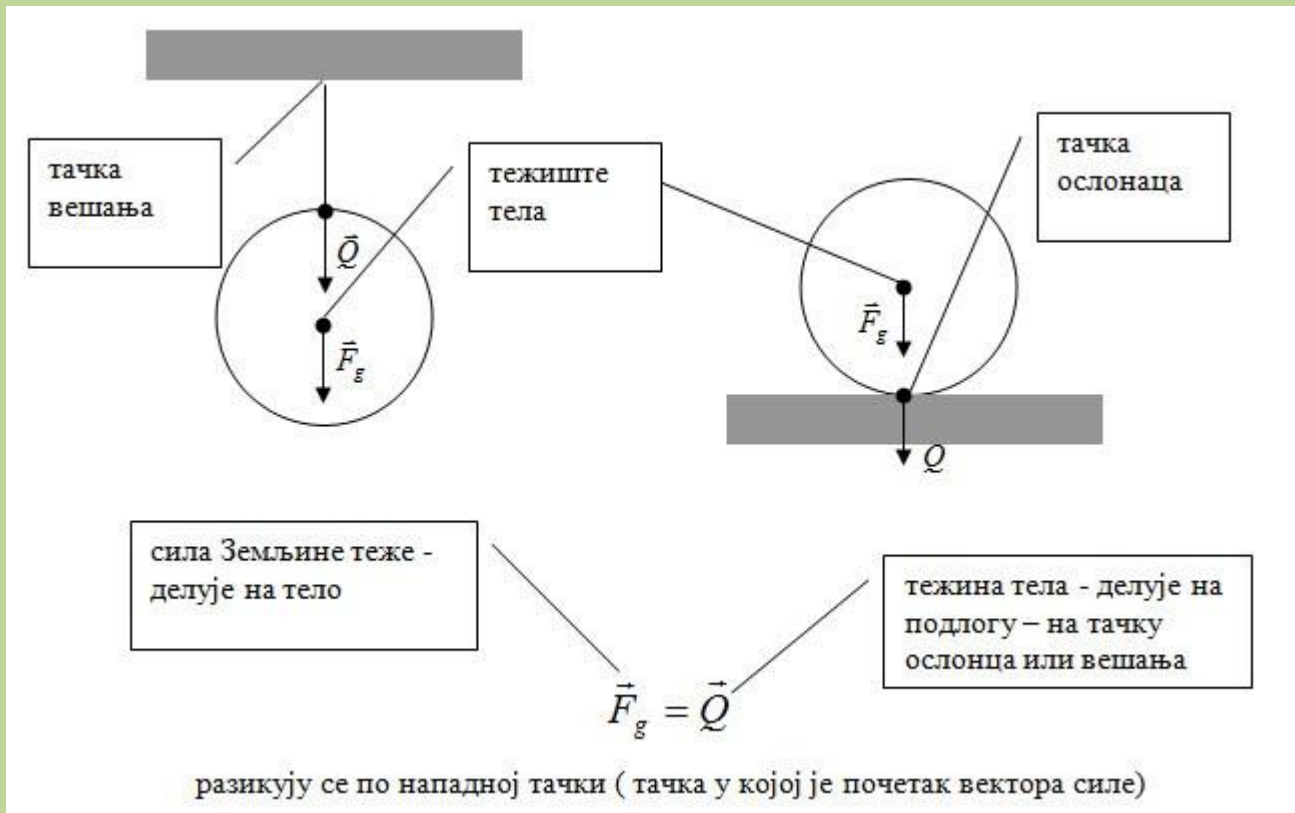 тачка
вешања
тежиште
тела
тачка
ослонаца
Q⃗
F⃗g
F⃗g
Q
сила Земљине теже -
делује на тело
тежина тела - делује на
подлогу – на тачку
ослонца или вешања
F⃗g = Q⃗
разикују се по нападној тачки ( тачка у којој је почетак вектора силе)